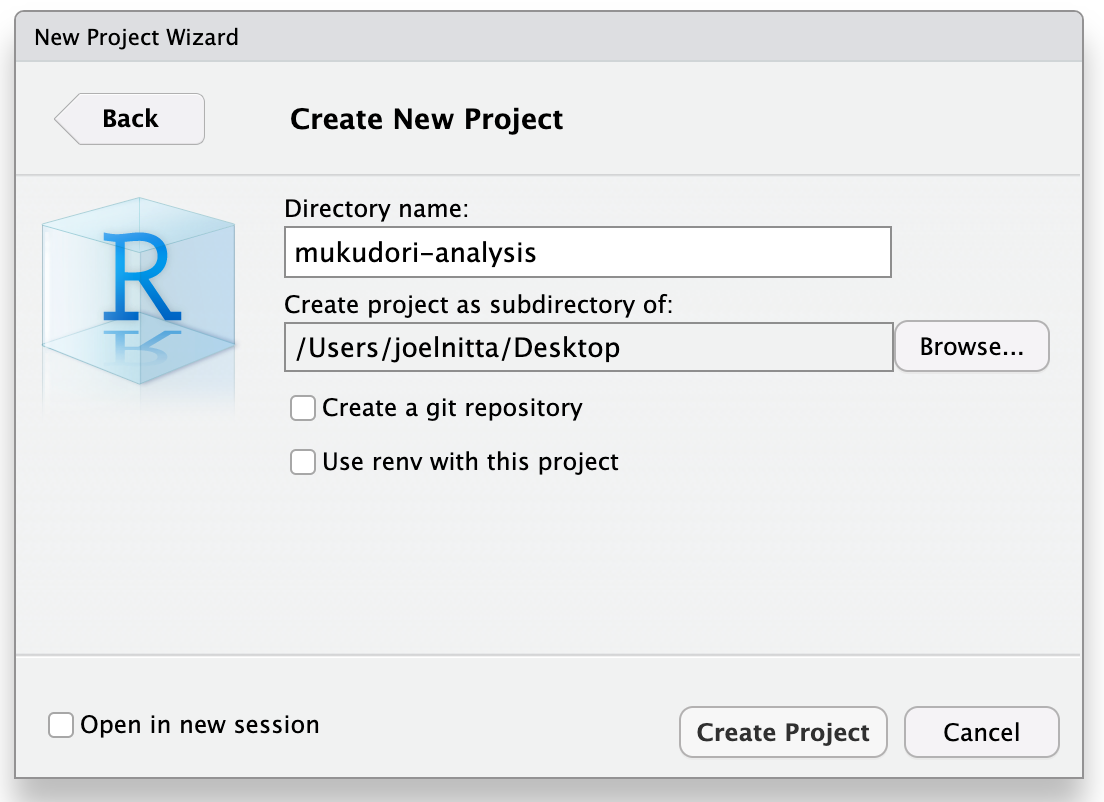 New Project Wizard
Back
Create New Project
R
Directory name:
mukudori-analysis
Create project as subdirectory of:
/Users/joelnitta/Desktop
Browse...
Create a git repository
Use renv with this project
Open in new session
Create Project
Cancel